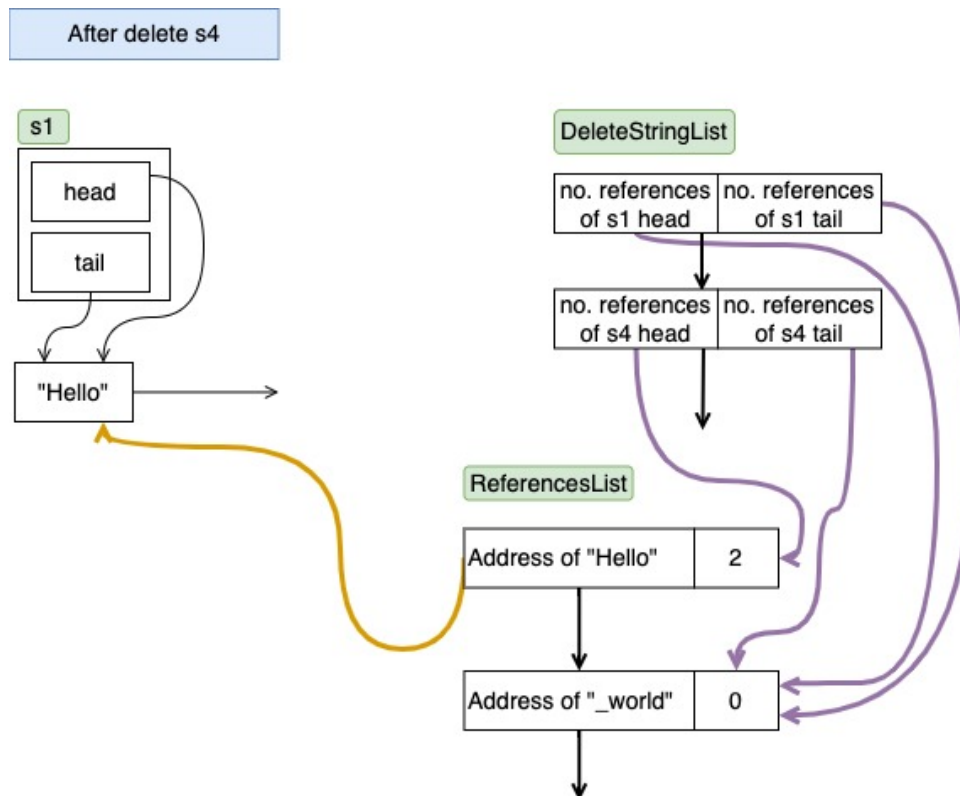 After delete s4
s1
head
tail
"Hello"
DeleteStringList
no. references
of s1 head
no. references
of s1 tail
no. references
of s4 head
no. references
of s4 tail
ReferencesList
Address of "Hello"
2
Address of "_world"
0